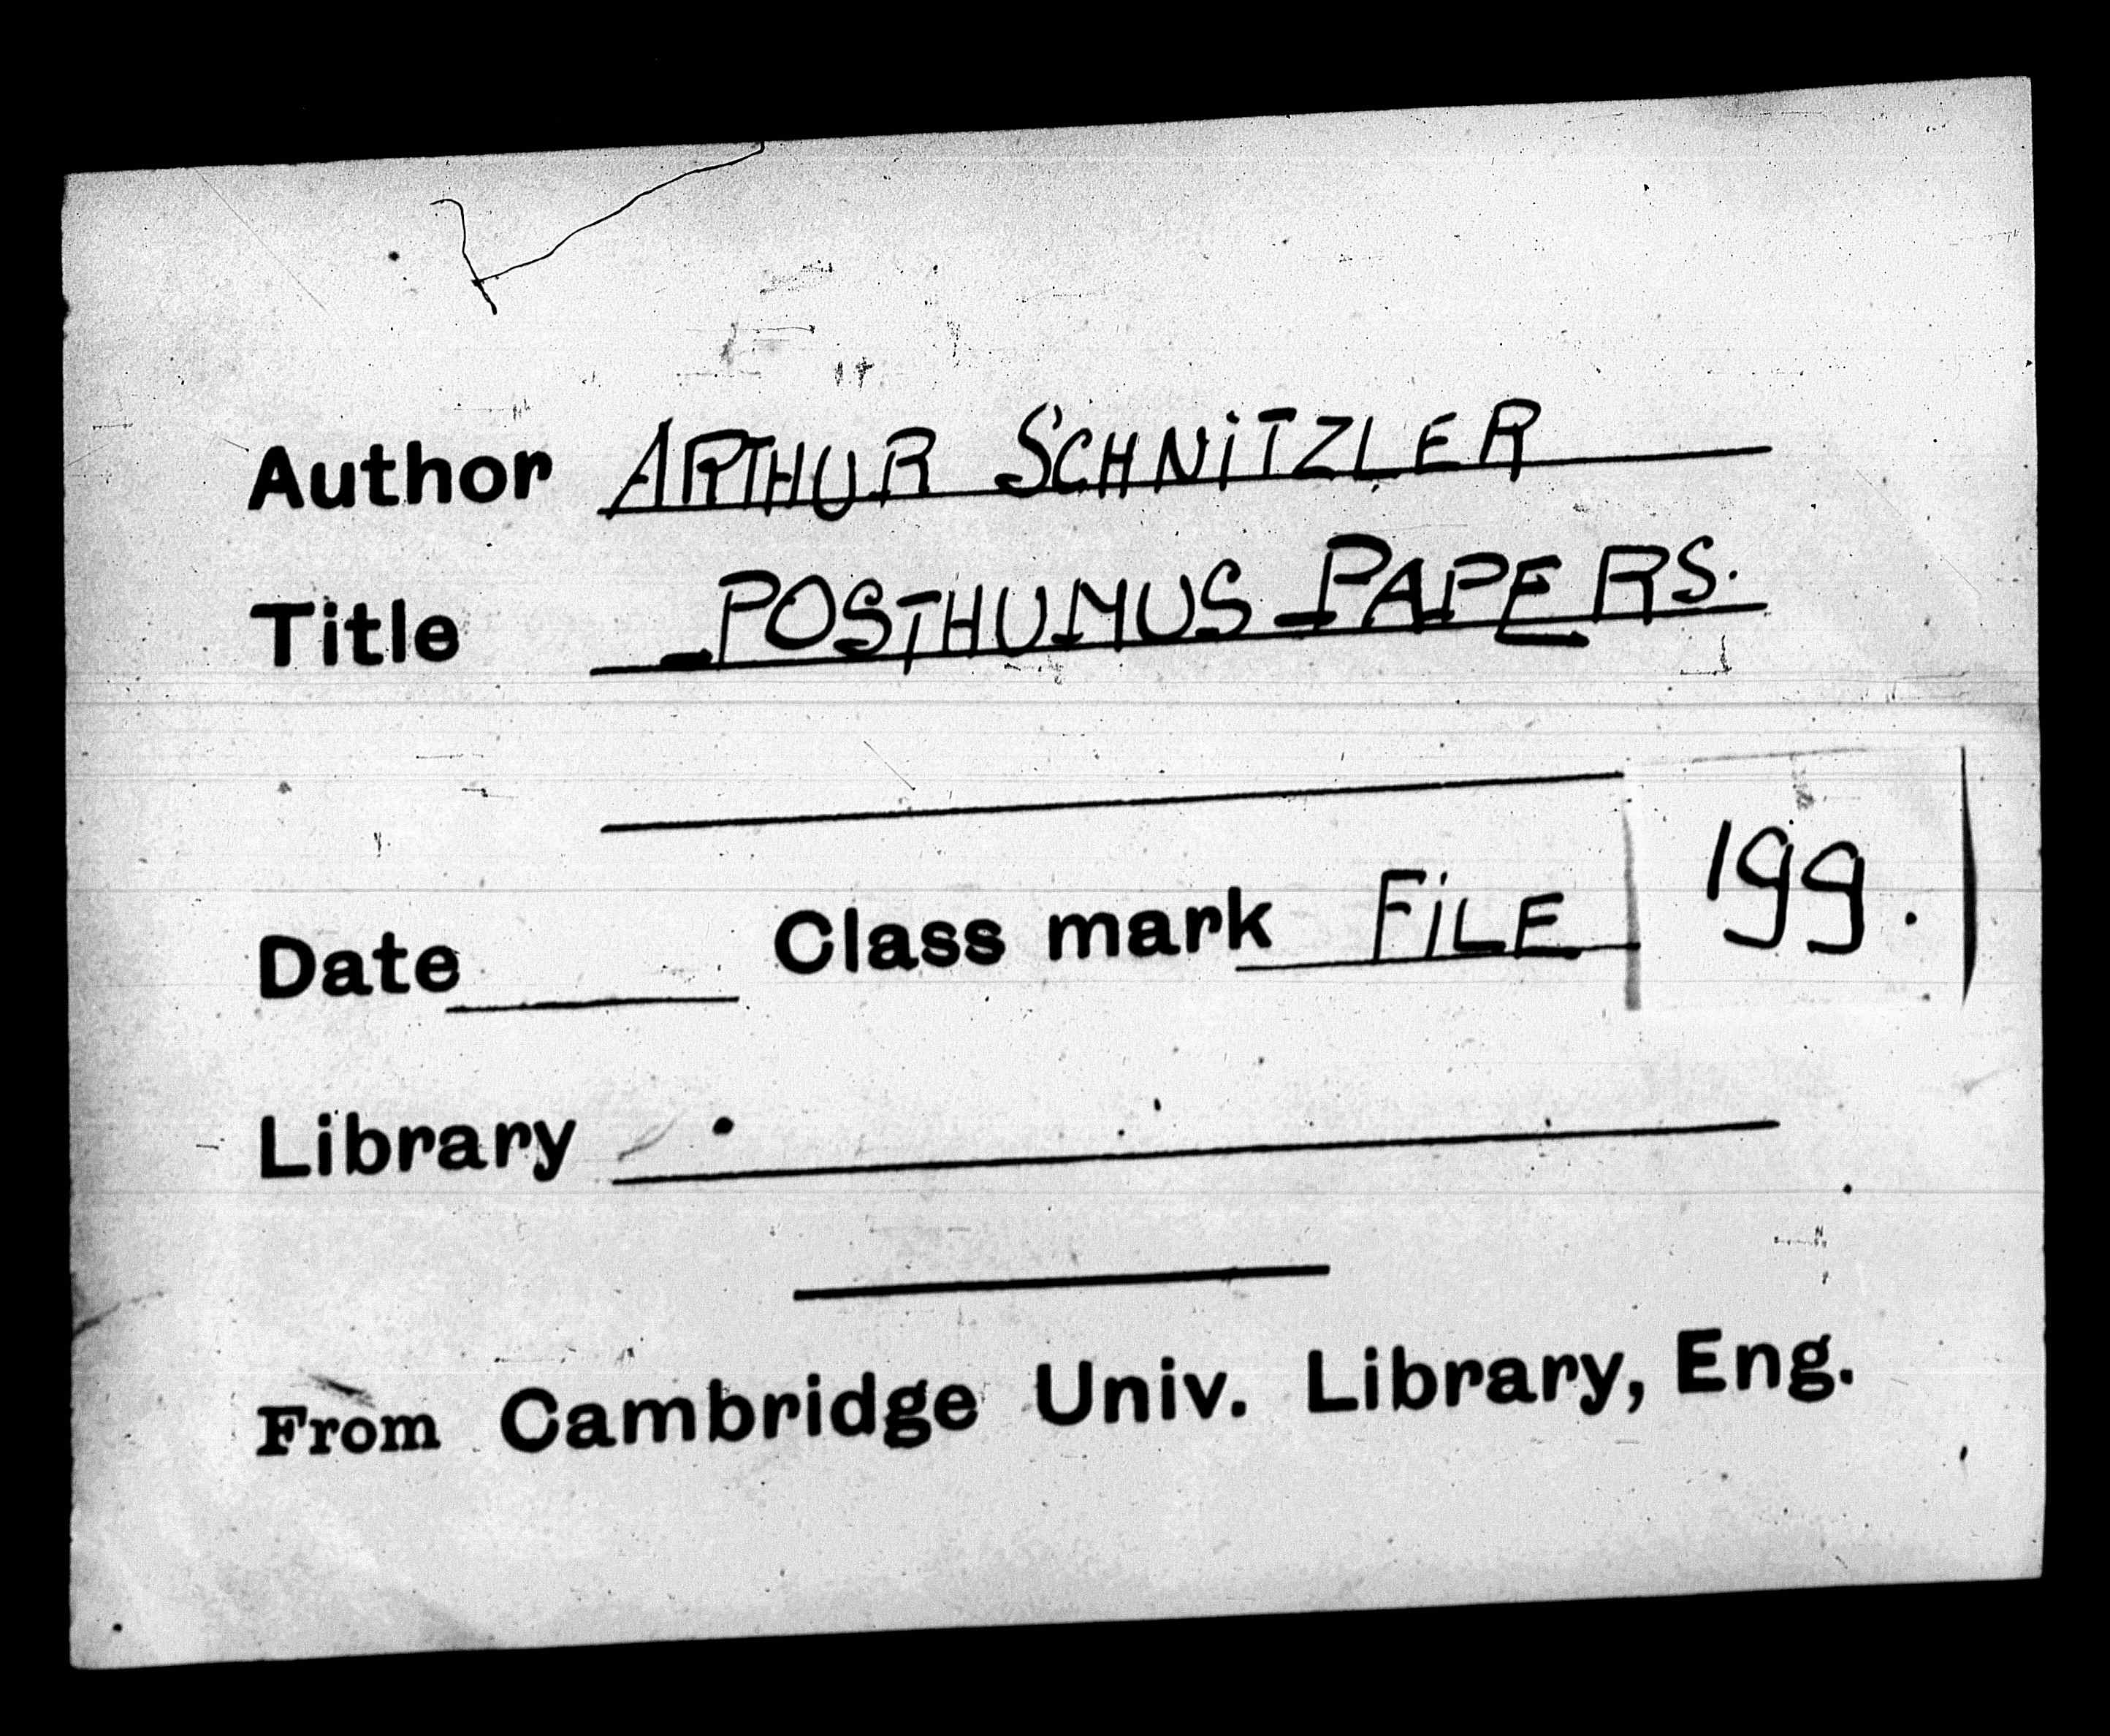 Author ARTHUR SCHNiTZLER
Title POSTHUMUS PAPERS.
Date Class mark FiLE 199.
Library
From Cambridge Univ. Library, Eng.